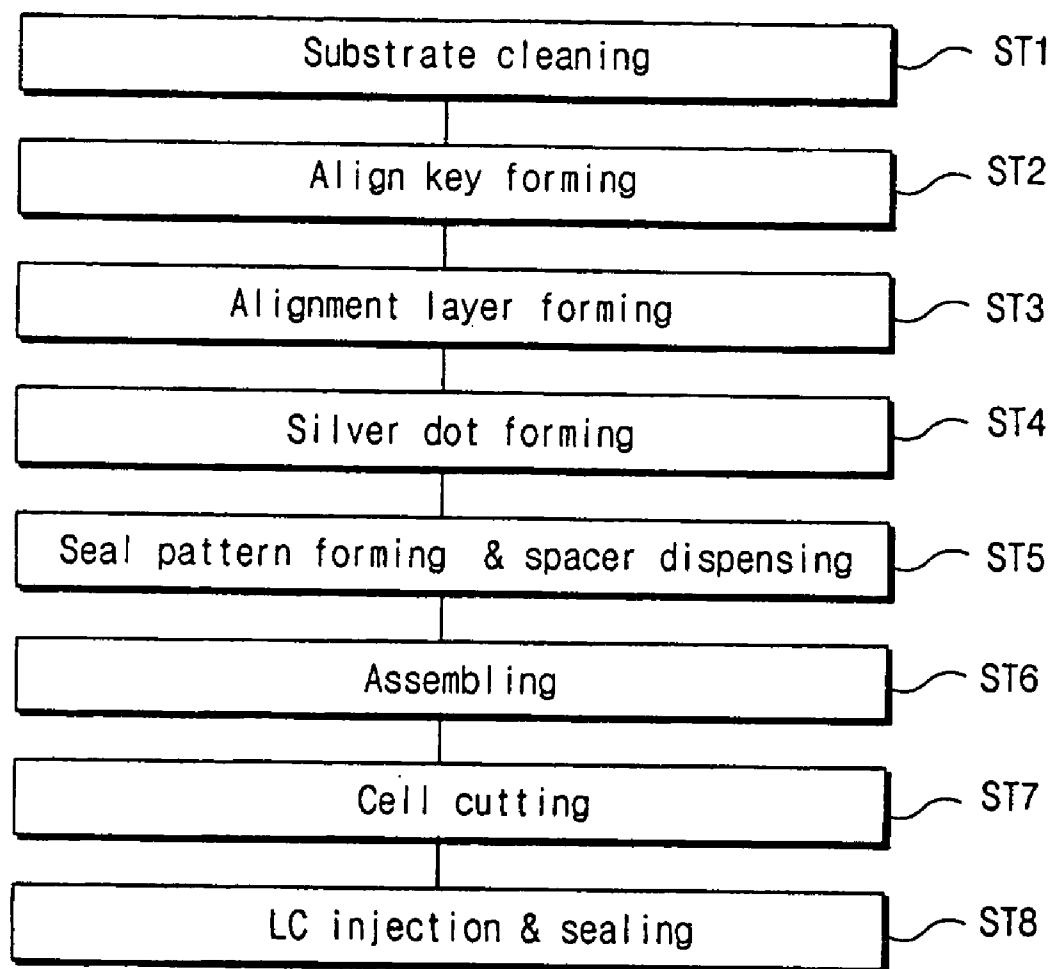 Substrate cleaning ST1
Align key forming ST2
Alignment layer forming ST3
Silver dot forming ST4
Seal pattern forming & spacer dispensing ST5
Assembling ST6
Cell cutting ST7
LC injection & sealing ST8